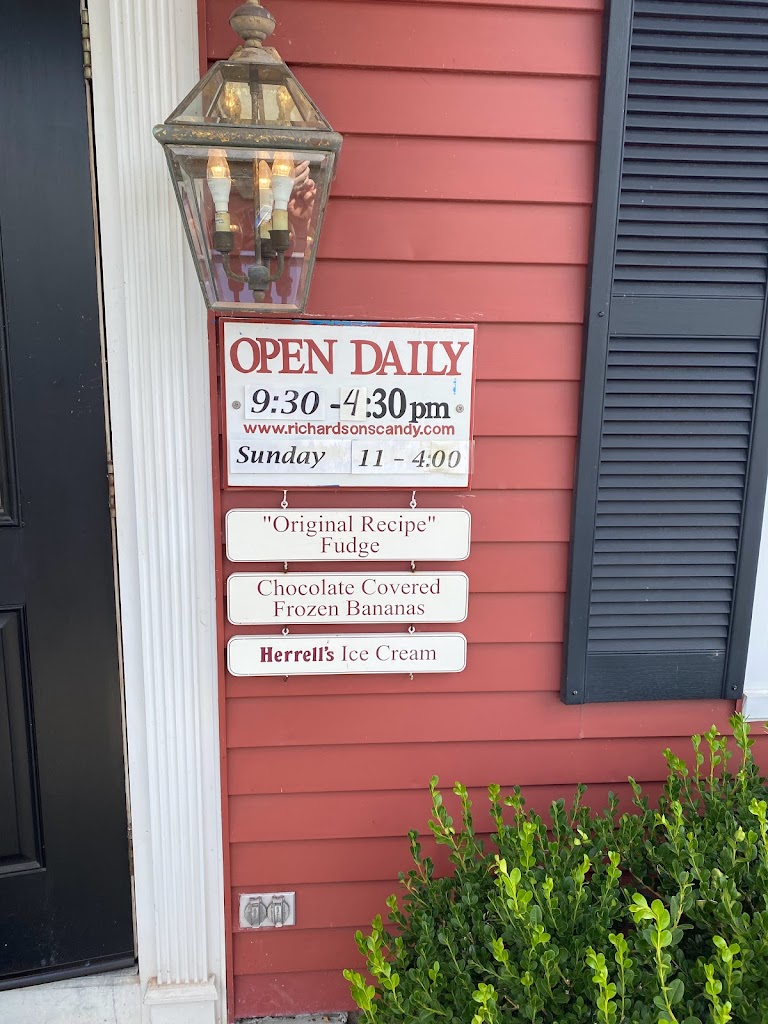 OPEN DAILY
9:30 - 4:30 pm
www.richardsonscandy.com
Sunday 11 - 4:00
"Original Recipe"
Fudge
Chocolate Covered
Frozen Bananas
Herrell's Ice Cream